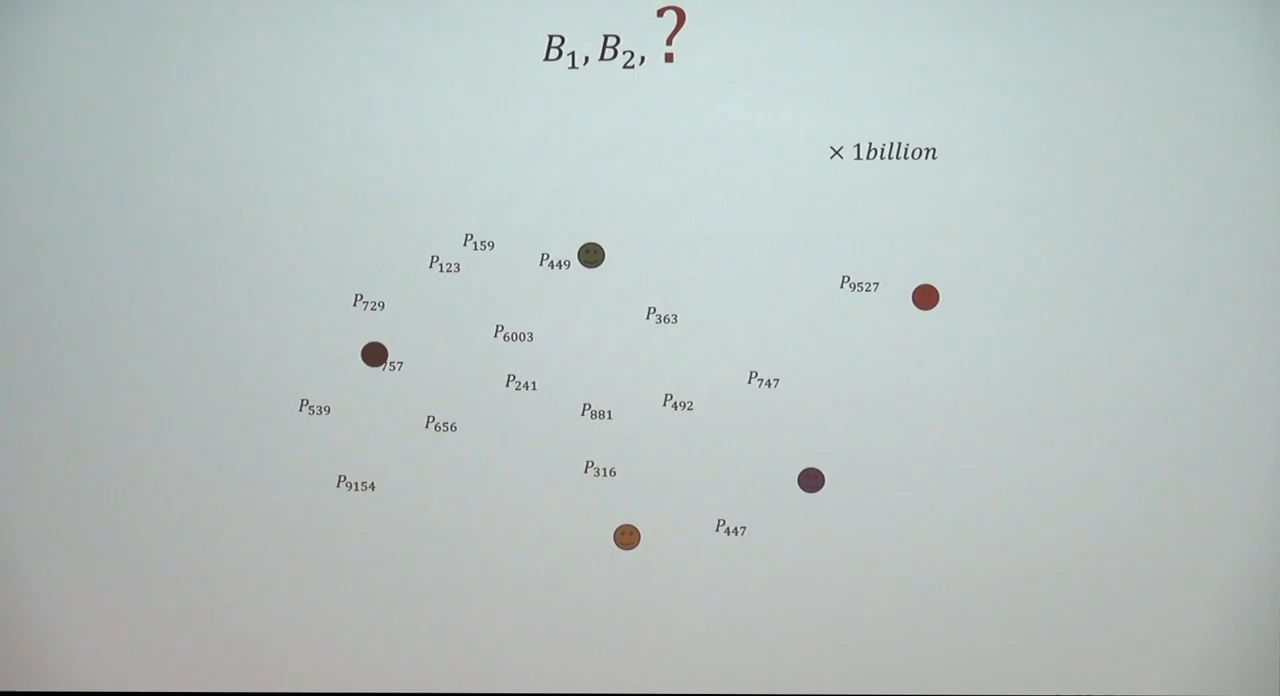 B₁, B₂, ?
× 1billion
P₁₅₉
P₁₂₃
P₄₄₉
P₉₅₂₇
P₇₂₉
P₃₆₃
P₆₀₀₃
₇₅₇
P₂₄₁
P₇₄₇
P₅₃₉
P₈₈₁
P₄₉₂
P₆₅₆
P₃₁₆
P₉₁₅₄
P₄₄₇